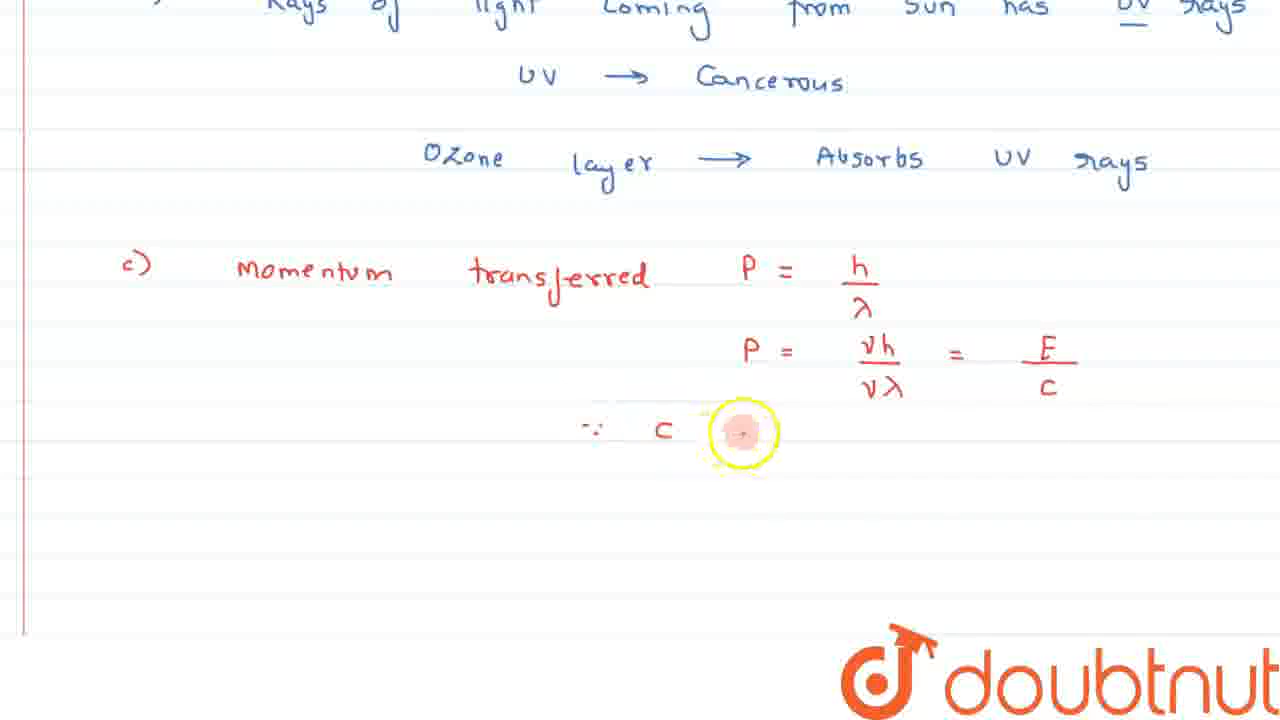 Rays of light coming from sun has UV rays
UV → Cancerous
Ozone layer → Absorbs UV rays
c) Momentum transferred P = h/λ
P = νh/νλ = E/c
∵ c
doubtnut